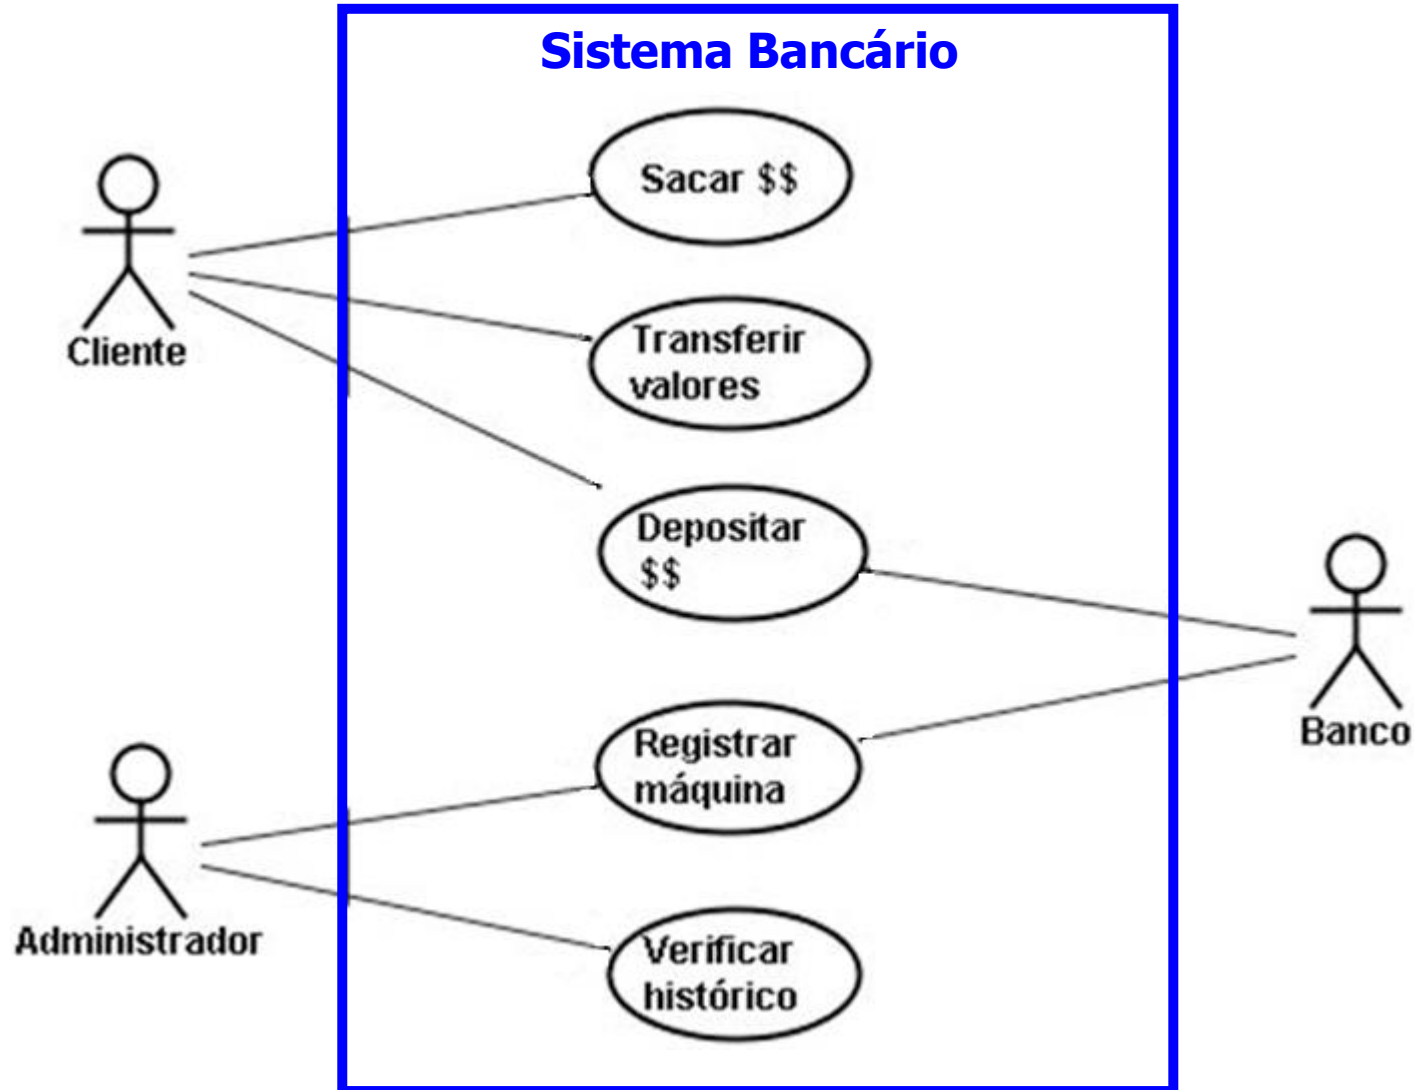 Sistema Bancário
Sacar $$
Cliente
Transferir
valores
Depositar
$$
Banco
Registrar
máquina
Administrador
Verificar
histórico